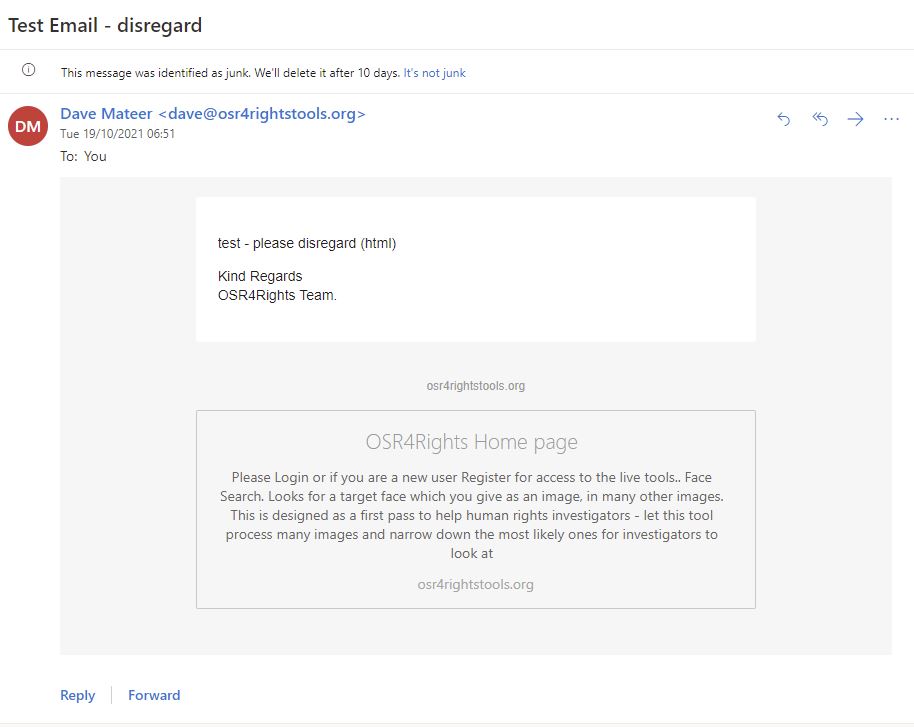 Test Email - disregard
This message was identified as junk. We'll delete it after 10 days. It's not junk
DM
Dave Mateer <dave@osr4rightstools.org>
Tue 19/10/2021 06:51
To: You
test - please disregard (html)
Kind Regards
OSR4Rights Team.
osr4rightstools.org
OSR4Rights Home page
Please Login or if you are a new user Register for access to the live tools.. Face
Search. Looks for a target face which you give as an image, in many other images.
This is designed as a first pass to help human rights investigators - let this tool
process many images and narrow down the most likely ones for investigators to
look at
osr4rightstools.org
Reply
Forward